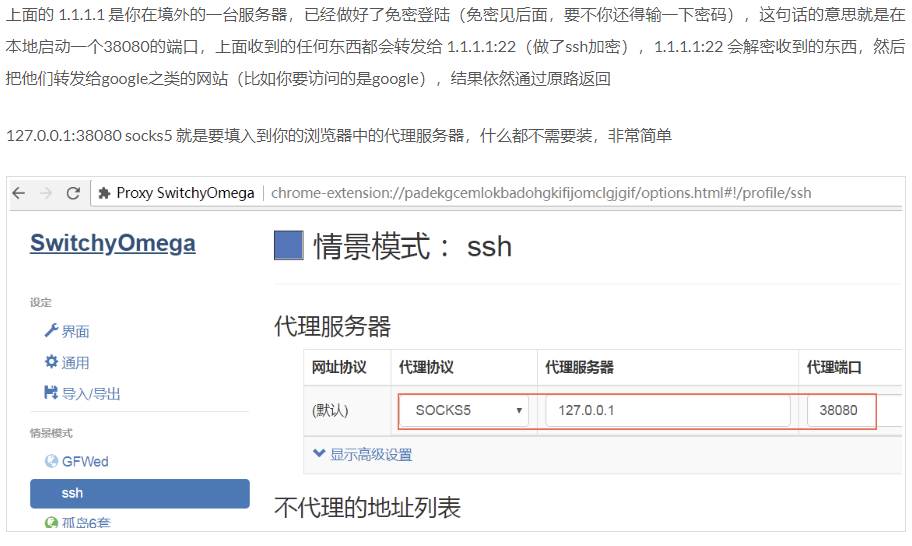 上面的 1.1.1.1 是你在境外的一台服务器，已经做好了免密登陆（免密见后面，要不你还得输一下密码），这句话的意思就是在
本地启动一个38080的端口，上面收到的任何东西都会转发给 1.1.1.1:22（做了ssh加密），1.1.1.1:22 会解密收到的东西，然后
把他们转发给google之类的网站（比如你要访问的是google），结果依然通过原路返回
127.0.0.1:38080 socks5 就是要填入到你的浏览器中的代理服务器，什么都不需要装，非常简单
Proxy SwitchyOmega chrome-extension://padekgcemlokbadohgkifijomclgjgif/options.html#!/profile/ssh
SwitchyOmega
情景模式： ssh
设定
界面
通用
导入/导出
情景模式
GFWed
ssh
孤岛6套
代理服务器
网址协议 代理协议 代理服务器 代理端口
(默认) SOCKS5 127.0.0.1 38080
显示高级设置
不代理的地址列表